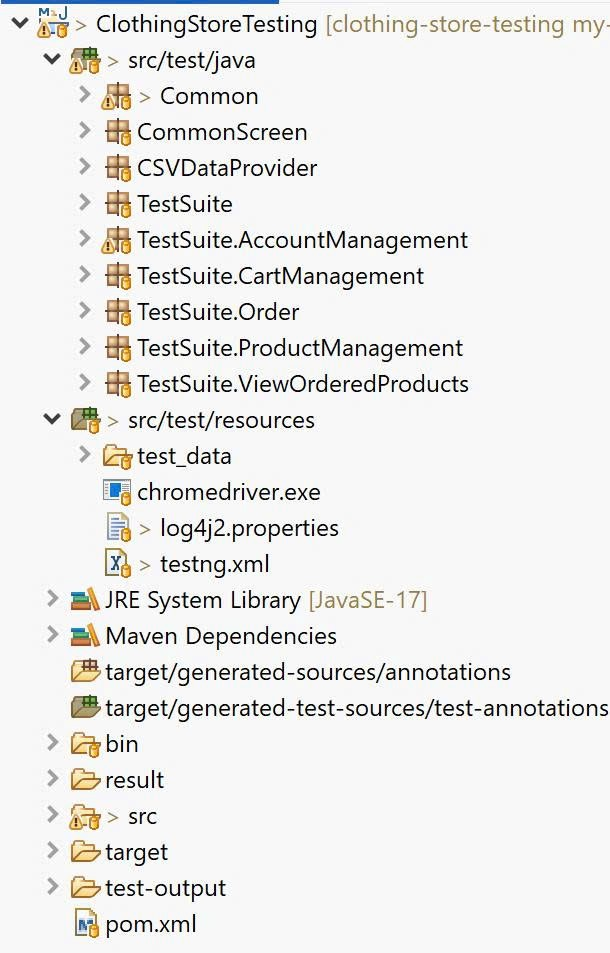 > ClothingStoreTesting [clothing-store-testing my-
> src/test/java
> Common
CommonScreen
CSVDataProvider
TestSuite
TestSuite.AccountManagement
TestSuite.CartManagement
TestSuite.Order
TestSuite.ProductManagement
TestSuite.ViewOrderedProducts
> src/test/resources
test_data
chromedriver.exe
> log4j2.properties
> testng.xml
JRE System Library [JavaSE-17]
Maven Dependencies
target/generated-sources/annotations
target/generated-test-sources/test-annotations
bin
result
> src
target
test-output
pom.xml